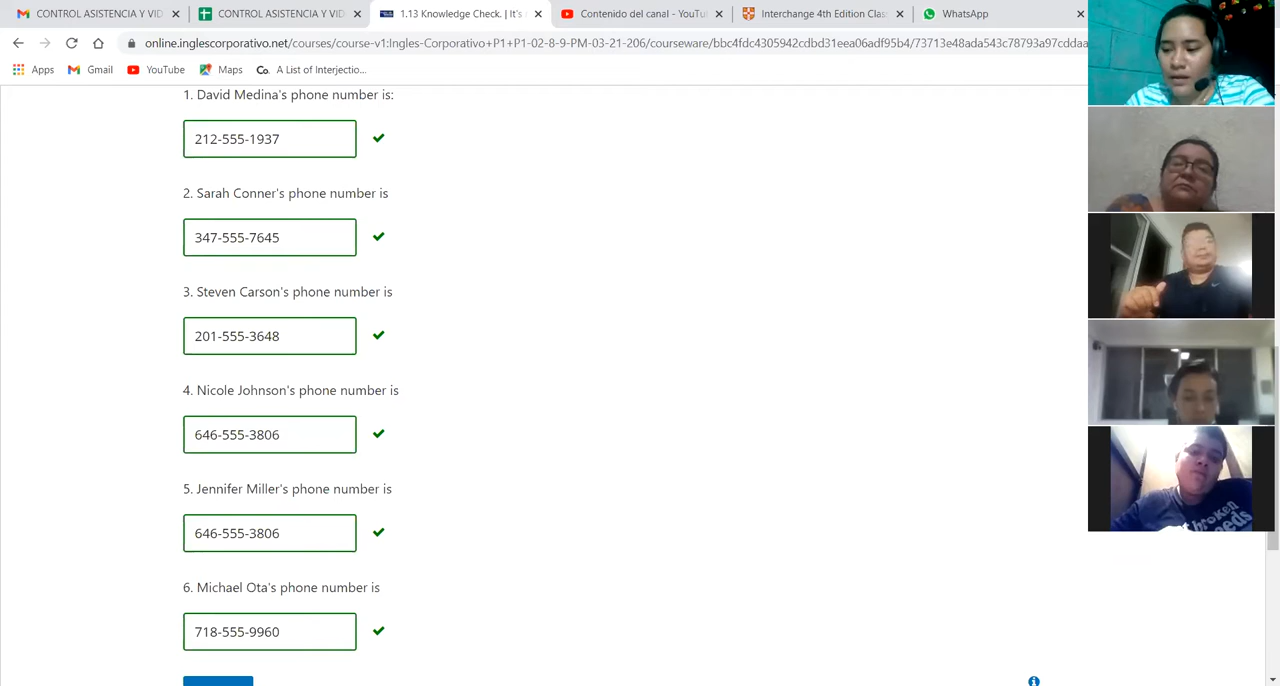 CONTROL ASISTENCIA Y VID
CONTROL ASISTENCIA Y VID
1.13 Knowledge Check. | It's
Contenido del canal - YouTu
Interchange 4th Edition Clas
WhatsApp
online.inglescorporativo.net/courses/course-v1:Ingles-Corporativo+P1+P1-02-8-9-PM-03-21-206/courseware/bbc4fdc4305942cdbd31eea06adf95b4/73713e48ada543c78793a97cddaa
Apps
Gmail
YouTube
Maps
Co.
A List of Interjectio...
1. David Medina's phone number is:
212-555-1937
2. Sarah Conner's phone number is
347-555-7645
3. Steven Carson's phone number is
201-555-3648
4. Nicole Johnson's phone number is
646-555-3806
5. Jennifer Miller's phone number is
646-555-3806
6. Michael Ota's phone number is
718-555-9960
broken